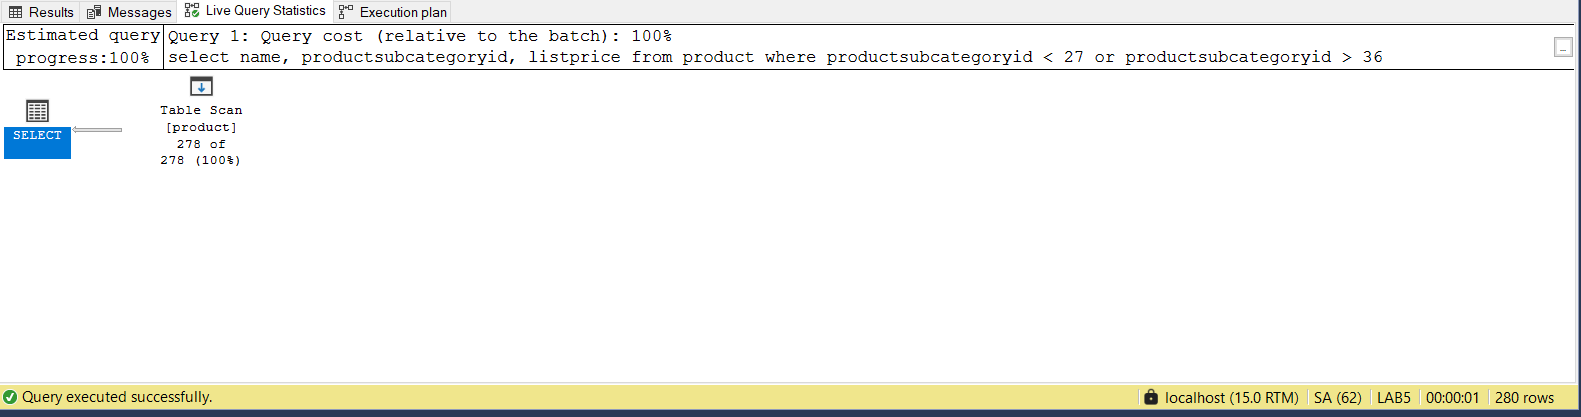 Results Messages Live Query Statistics Execution plan
Estimated query
progress:100%
Query 1: Query cost (relative to the batch): 100%
select name, productsubcategoryid, listprice from product where productsubcategoryid < 27 or productsubcategoryid > 36
SELECT
Table Scan
[product]
278 of
278 (100%)
Query executed successfully.
localhost (15.0 RTM) SA (62) LAB5 00:00:01 280 rows